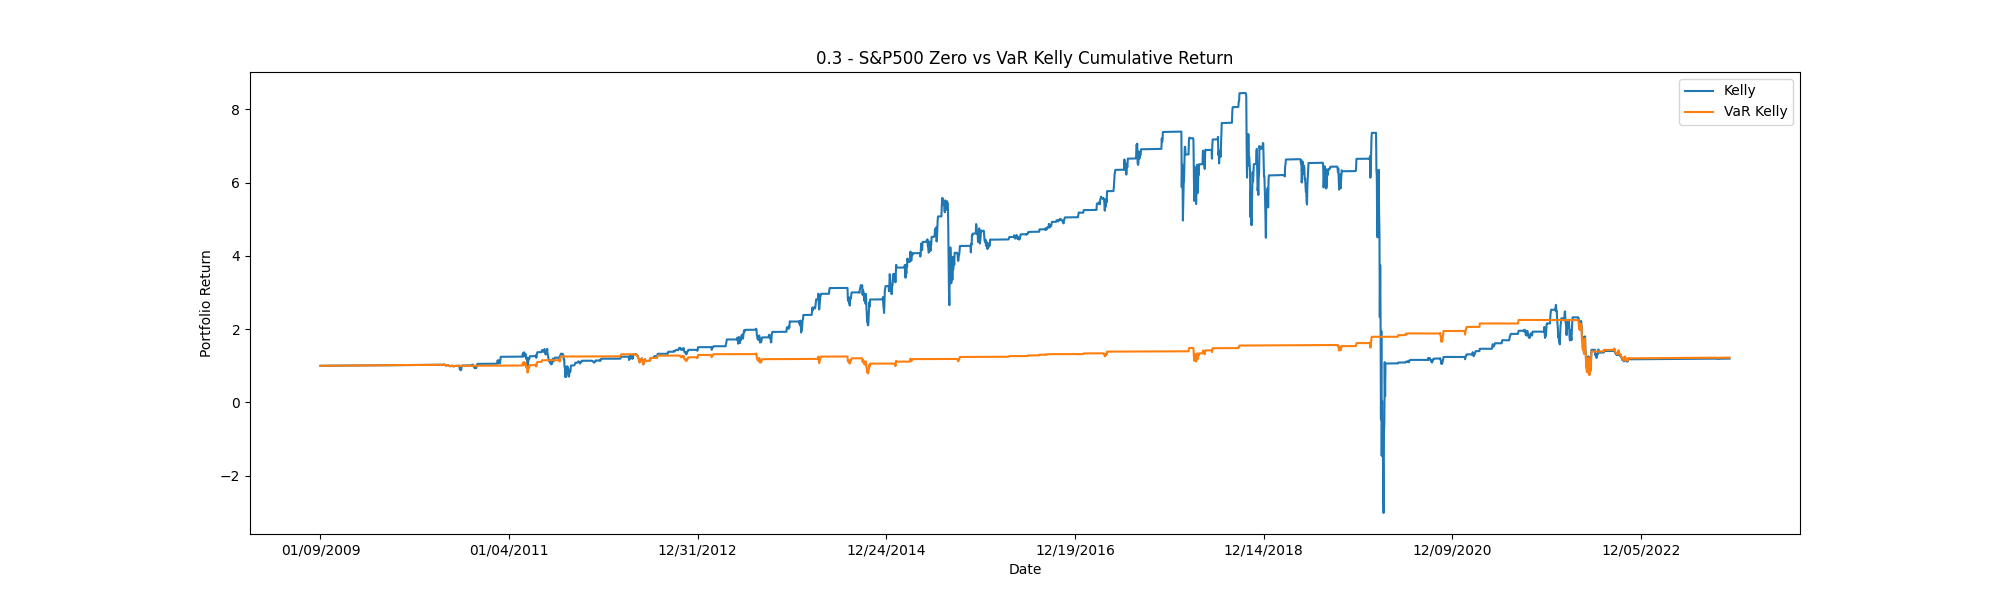 0.3 - S&P500 Zero vs VaR Kelly Cumulative Return
Kelly
VaR Kelly
Portfolio Return
8
6
4
2
0
−2
01/09/2009
01/04/2011
12/31/2012
12/24/2014
12/19/2016
12/14/2018
12/09/2020
12/05/2022
Date